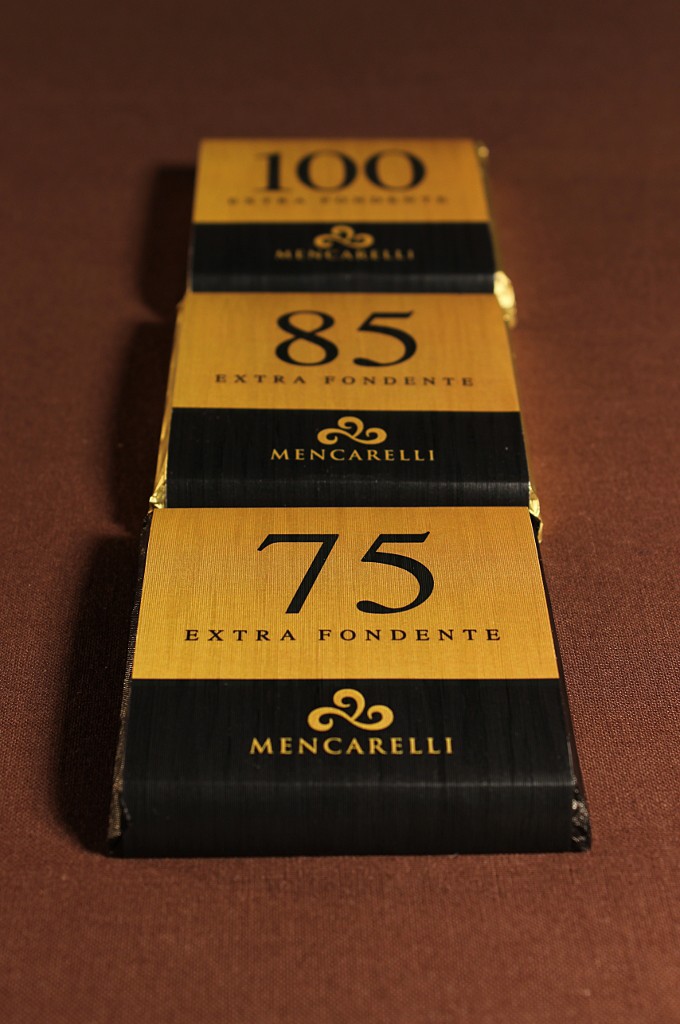 100
EXTRA FONDENTE
MENCARELLI
85
EXTRA FONDENTE
MENCARELLI
75
EXTRA FONDENTE
MENCARELLI